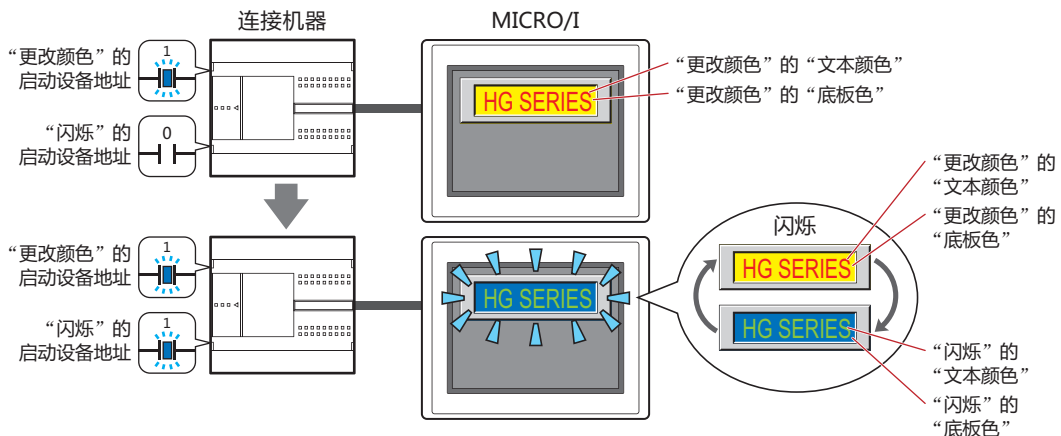 连接机器
MICRO/I
“更改颜色”的
启动设备地址
1
“闪烁”的
启动设备地址
0
HG SERIES
“更改颜色”的“文本颜色”
“更改颜色”的“底板色”
“更改颜色”的
启动设备地址
1
“闪烁”的
启动设备地址
1
HG SERIES
闪烁
HG SERIES
HG SERIES
“更改颜色”的
“文本颜色”
“更改颜色”的
“底板色”
“闪烁”的
“文本颜色”
“闪烁”的
“底板色”